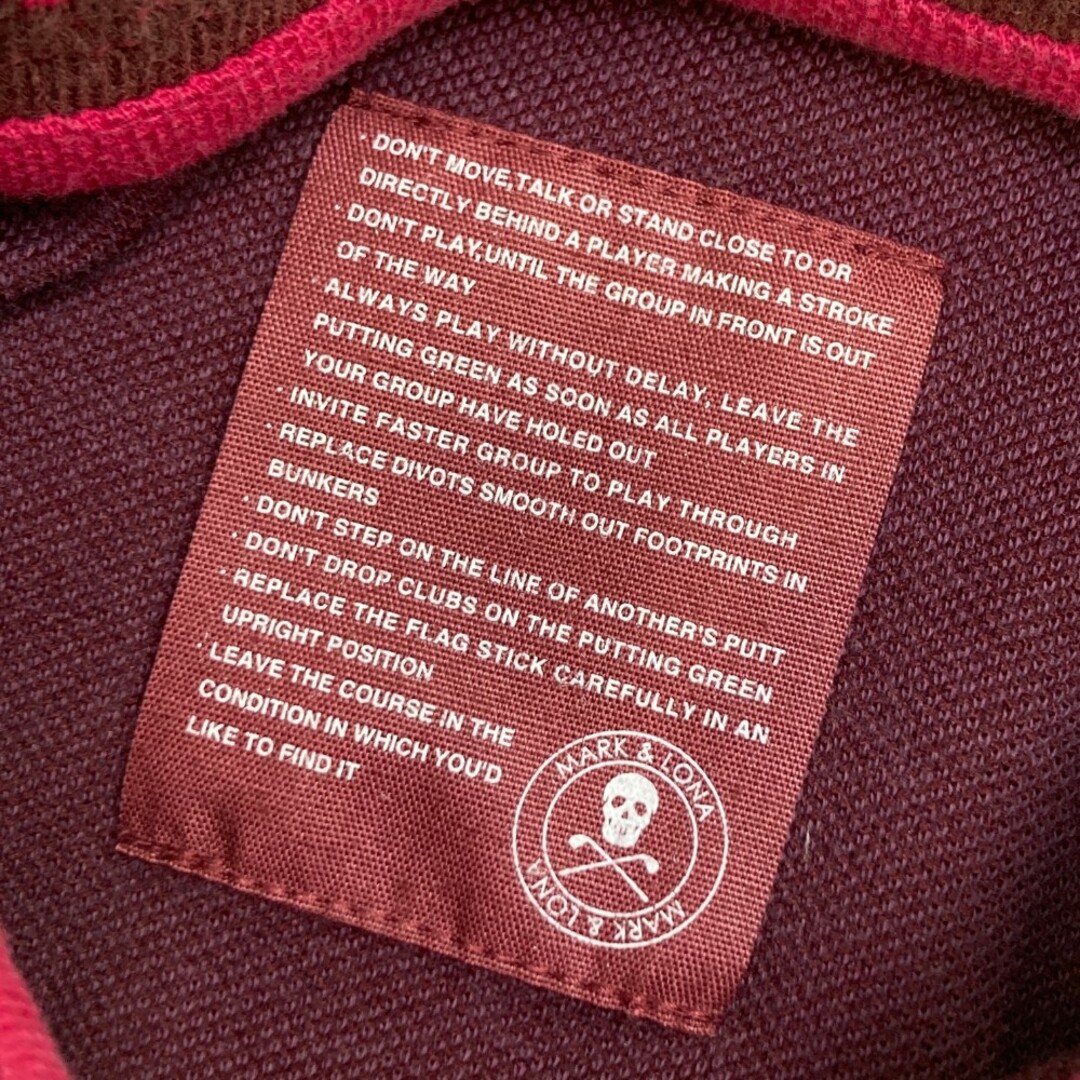 · DON'T MOVE,TALK OR STAND CLOSE TO OR
DIRECTLY BEHIND A PLAYER MAKING A STROKE
· DON'T PLAY,UNTIL THE GROUP IN FRONT IS OUT
OF THE WAY
· ALWAYS PLAY WITHOUT DELAY, LEAVE THE
PUTTING GREEN AS SOON AS ALL PLAYERS IN
YOUR GROUP HAVE HOLED OUT
· INVITE FASTER GROUP TO PLAY THROUGH
· REPLACE DIVOTS SMOOTH OUT FOOTPRINTS IN
BUNKERS
· DON'T STEP ON THE LINE OF ANOTHER'S PUTT
· DON'T DROP CLUBS ON THE PUTTING GREEN
· REPLACE THE FLAG STICK CAREFULLY IN AN
UPRIGHT POSITION
· LEAVE THE COURSE IN THE
CONDITION IN WHICH YOU'D
LIKE TO FIND IT
MARK & LONA
MARK & LONA